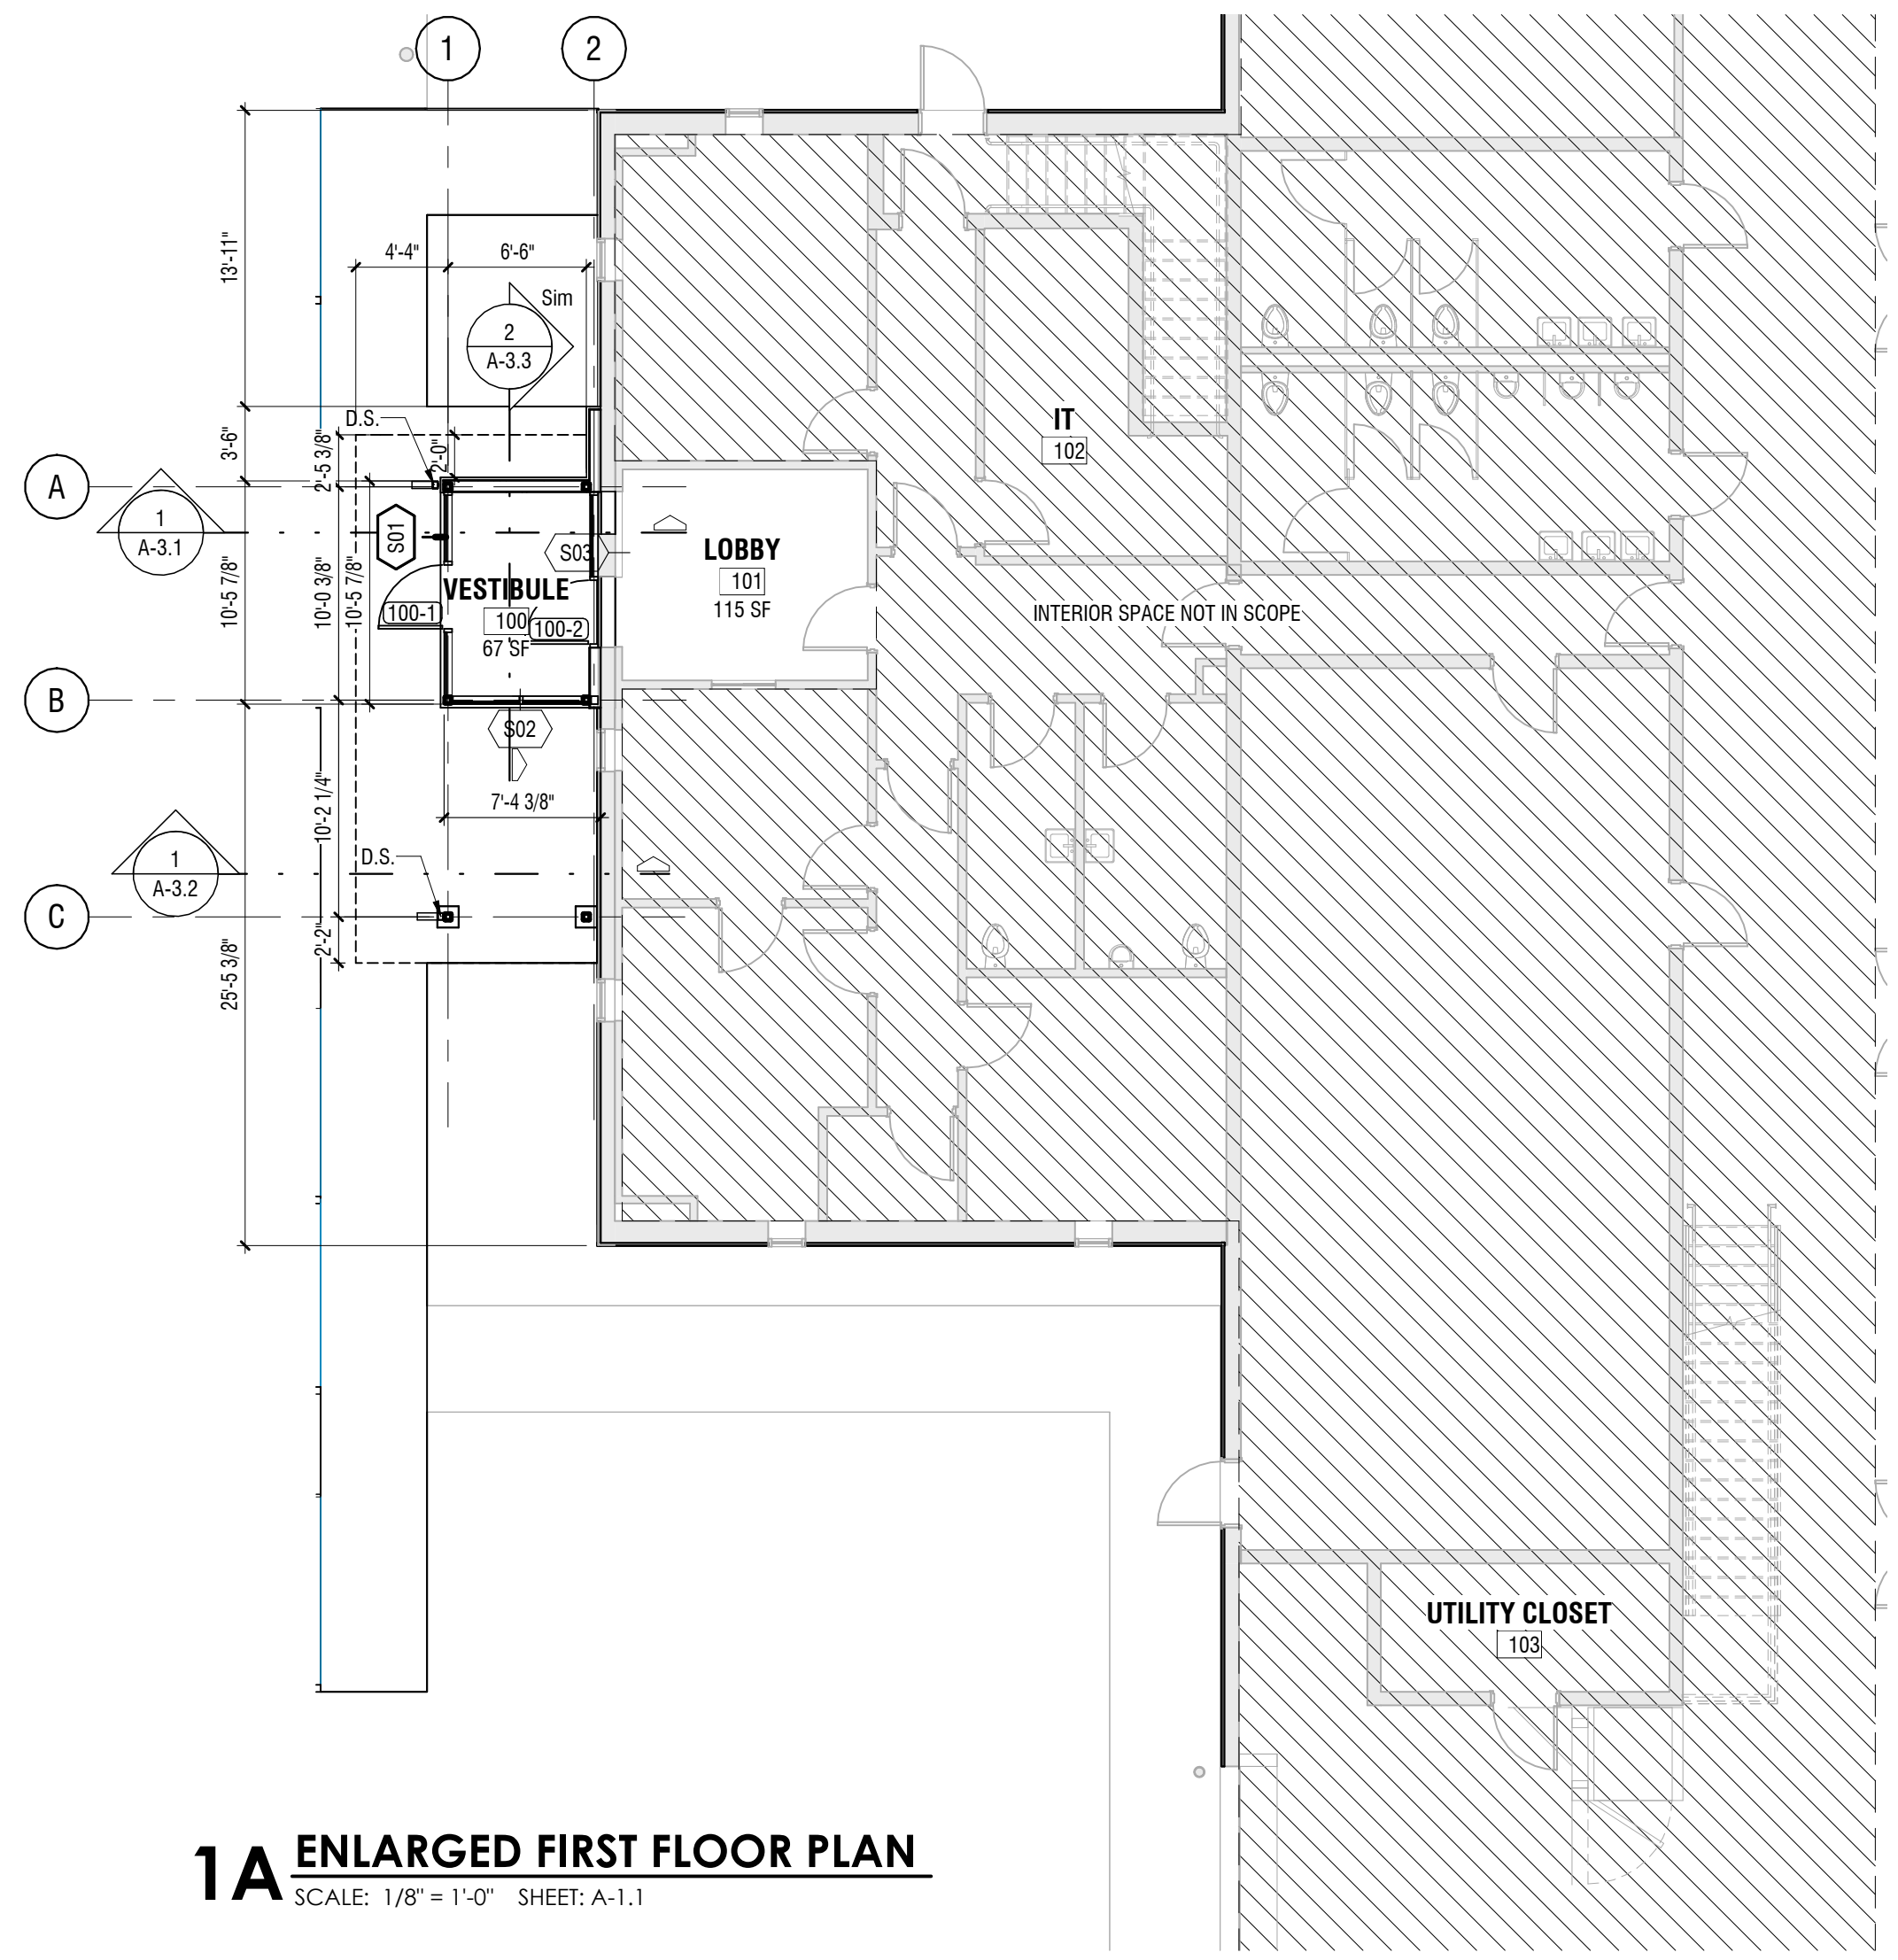 1
2
13'-11"
4'-4"
6'-6"
Sim
2
A-3.3
D.S.
3'-6"
2'-5 3/8"
2'-0"
IT
102
A
1
A-3.1
S01
S03
LOBBY
101
115 SF
10'-5 7/8"
10'-0 3/8"
10'-5 7/8"
VESTIBULE
100-1
100
100-2
67 SF
INTERIOR SPACE NOT IN SCOPE
B
S02
10'-2 1/4"
7'-4 3/8"
1
A-3.2
D.S.
C
2'-2"
25'-5 3/8"
UTILITY CLOSET
103
1A ENLARGED FIRST FLOOR PLAN
SCALE: 1/8" = 1'-0" SHEET: A-1.1